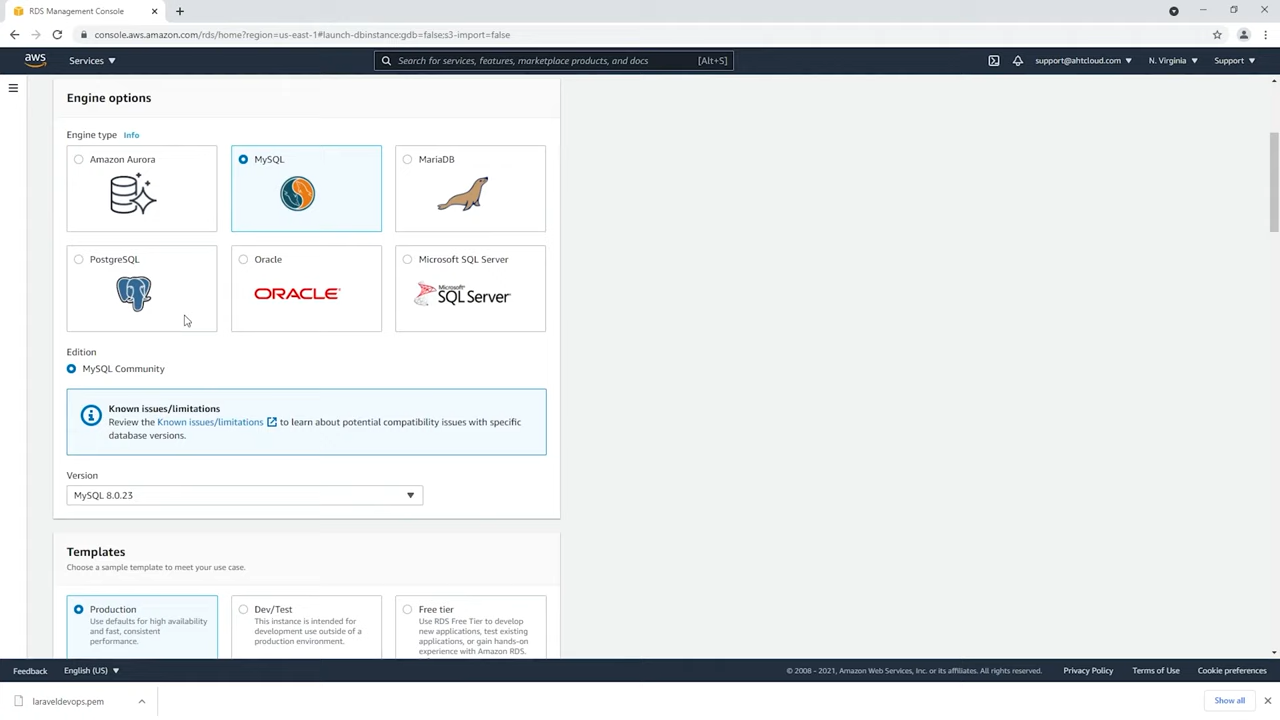 RDS Management Console
console.aws.amazon.com/rds/home?region=us-east-1#launch-dbinstance:gdb=false;s3-import=false
aws
Services
Search for services, features, marketplace products, and docs
[Alt+S]
support@ahtcloud.com
N. Virginia
Support
Engine options
Engine type Info
Amazon Aurora
MySQL
MariaDB
PostgreSQL
Oracle
Microsoft SQL Server
ORACLE
Microsoft
SQL Server
Edition
MySQL Community
Known issues/limitations
Review the Known issues/limitations to learn about potential compatibility issues with specific
database versions.
Version
MySQL 8.0.23
Templates
Choose a sample template to meet your use case.
Production
Use defaults for high availability
and fast, consistent
performance.
Dev/Test
This instance is intended for
development use outside of a
production environment.
Free tier
Use RDS Free Tier to develop
new applications, test existing
applications, or gain hands-on
experience with Amazon RDS.
Feedback
English (US)
© 2008 - 2021, Amazon Web Services, Inc. or its affiliates. All rights reserved.
Privacy Policy
Terms of Use
Cookie preferences
laraveldevops.pem
Show all